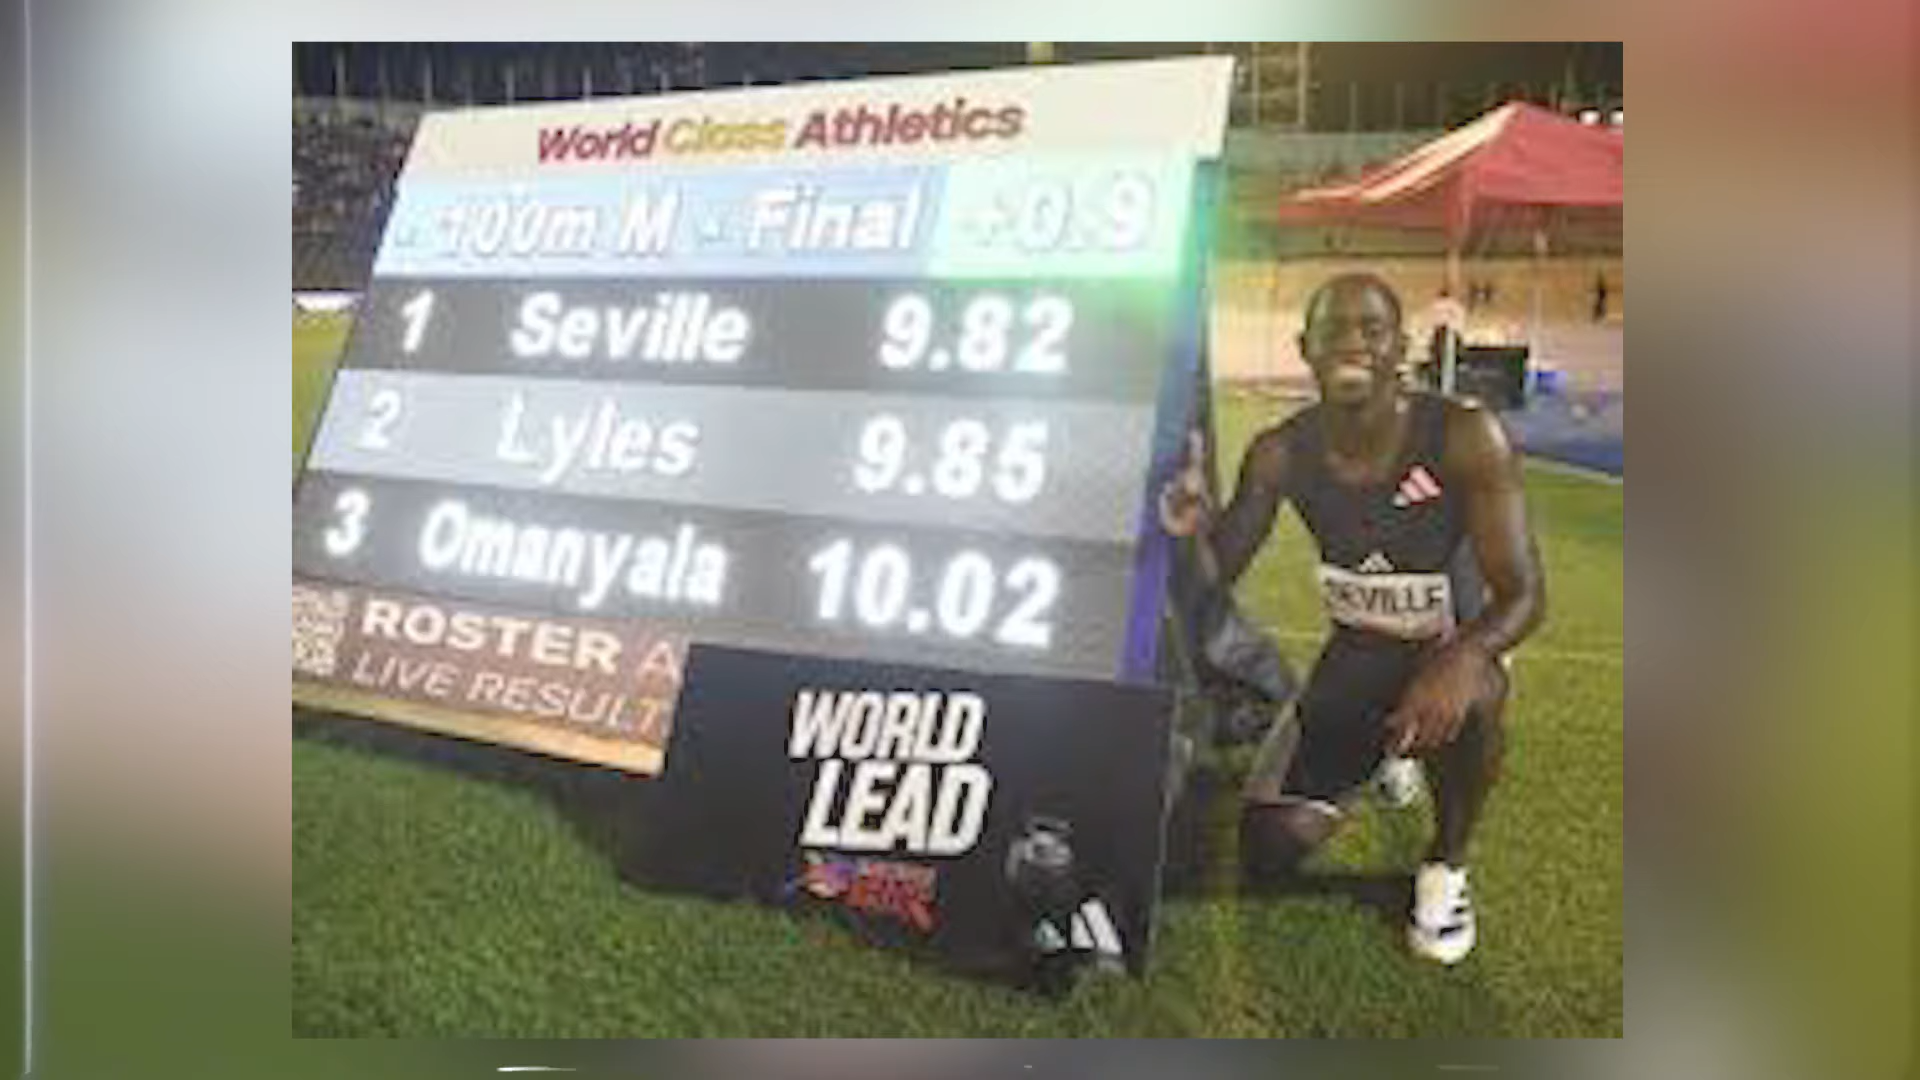 World Class Athletics
100m M - Final +0.9
1 Seville 9.82
2 Lyles 9.85
3 Omanyala 10.02
ROSTER A
LIVE RESULT
WORLD
LEAD
SEVILLE